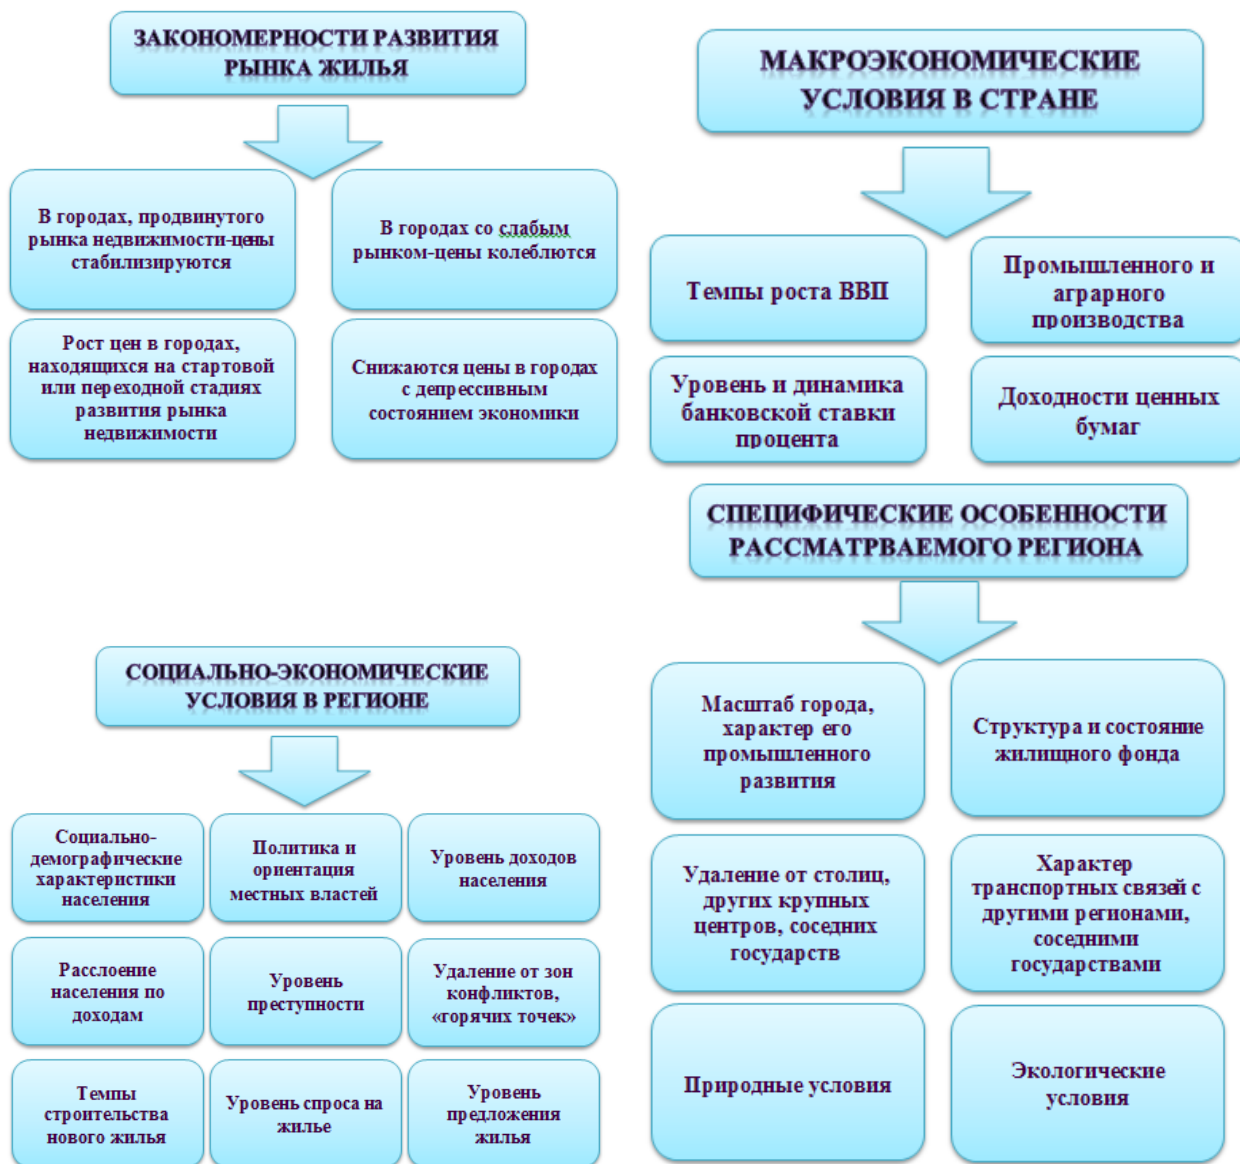 ЗАКОНОМЕРНОСТИ РАЗВИТИЯ
РЫНКА ЖИЛЬЯ
В городах, продвинутого
рынка недвижимости-цены
стабилизируются
В городах со слабым
рынком-цены колеблются
Рост цен в городах,
находящихся на стартовой
или переходной стадиях
развития рынка
недвижимости
Снижаются цены в городах
с депрессивным
состоянием экономики
МАКРОЭКОНОМИЧЕСКИЕ
УСЛОВИЯ В СТРАНЕ
Темпы роста ВВП
Промышленного и
аграрного
производства
Уровень и динамика
банковской ставки
процента
Доходности ценных
бумаг
СОЦИАЛЬНО-ЭКОНОМИЧЕСКИЕ
УСЛОВИЯ В РЕГИОНЕ
Социально-
демографические
характеристики
населения
Политика и
ориентация
местных властей
Уровень доходов
населения
Расслоение
населения по
доходам
Уровень
преступности
Удаление от зон
конфликтов,
«горячих точек»
Темпы
строительства
нового жилья
Уровень спроса на
жилье
Уровень
предложения
жилья
СПЕЦИФИЧЕСКИЕ ОСОБЕННОСТИ
РАССМАТРВАЕМОГО РЕГИОНА
Масштаб города,
характер его
промышленного
развития
Структура и состояние
жилищного фонда
Удаление от столиц,
других крупных
центров, соседних
государств
Характер
транспортных связей с
другими регионами,
соседними
государствами
Природные условия
Экологические
условия